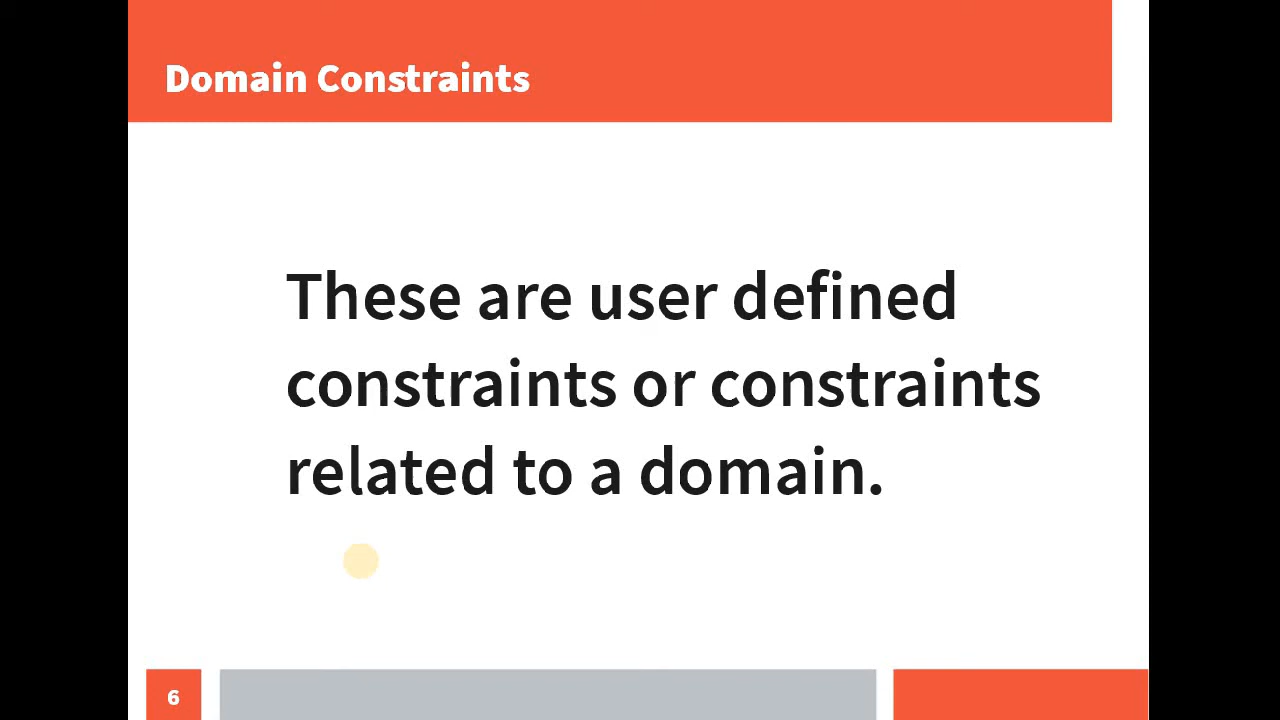 Domain Constraints
These are user defined
constraints or constraints
related to a domain.
6